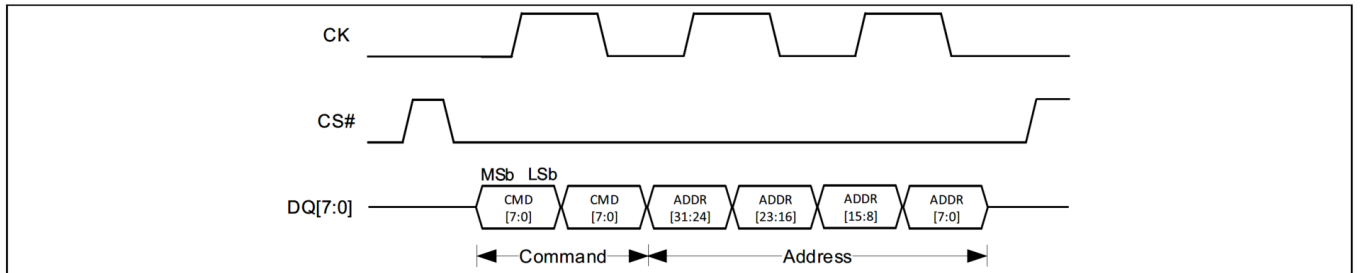 CK
CS#
MSb LSb
DQ[7:0]
CMD [7:0]
CMD [7:0]
ADDR [31:24]
ADDR [23:16]
ADDR [15:8]
ADDR [7:0]
Command
Address